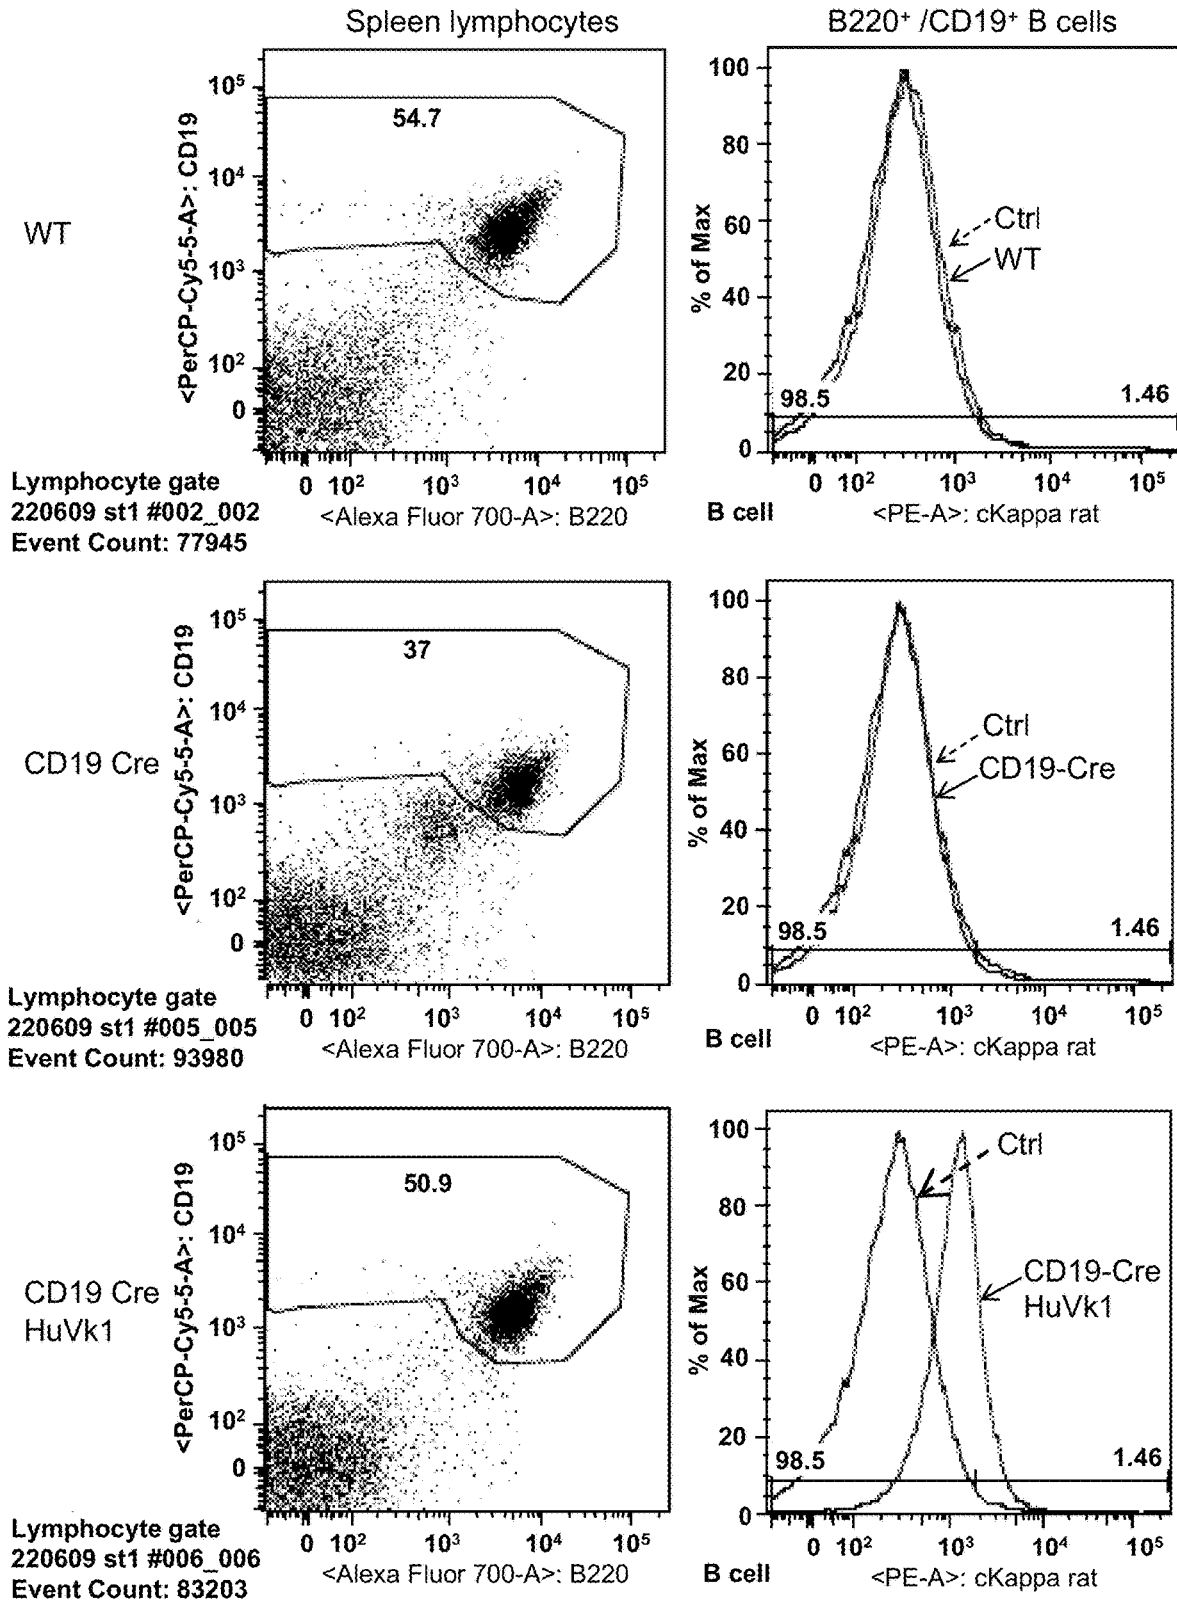 Spleen lymphocytes
B220⁺ /CD19⁺ B cells
WT
<PerCP-Cy5-5-A>: CD19
10⁵
10⁴
10³
10²
0
54.7
0 10² 10³ 10⁴ 10⁵
<Alexa Fluor 700-A>: B220
Lymphocyte gate
220609 st1 #002_002
Event Count: 77945
% of Max
100
80
60
40
20
0
Ctrl
WT
98.5
1.46
0 10² 10³ 10⁴ 10⁵
B cell
<PE-A>: cKappa rat
CD19 Cre
<PerCP-Cy5-5-A>: CD19
10⁵
10⁴
10³
10²
0
37
0 10² 10³ 10⁴ 10⁵
<Alexa Fluor 700-A>: B220
Lymphocyte gate
220609 st1 #005_005
Event Count: 93980
% of Max
100
80
60
40
20
0
Ctrl
CD19-Cre
98.5
1.46
0 10² 10³ 10⁴ 10⁵
B cell
<PE-A>: cKappa rat
CD19 Cre
HuVk1
<PerCP-Cy5-5-A>: CD19
10⁵
10⁴
10³
10²
0
50.9
0 10² 10³ 10⁴ 10⁵
<Alexa Fluor 700-A>: B220
Lymphocyte gate
220609 st1 #006_006
Event Count: 83203
% of Max
100
80
60
40
20
0
Ctrl
CD19-Cre
HuVk1
98.5
1.46
0 10² 10³ 10⁴ 10⁵
B cell
<PE-A>: cKappa rat